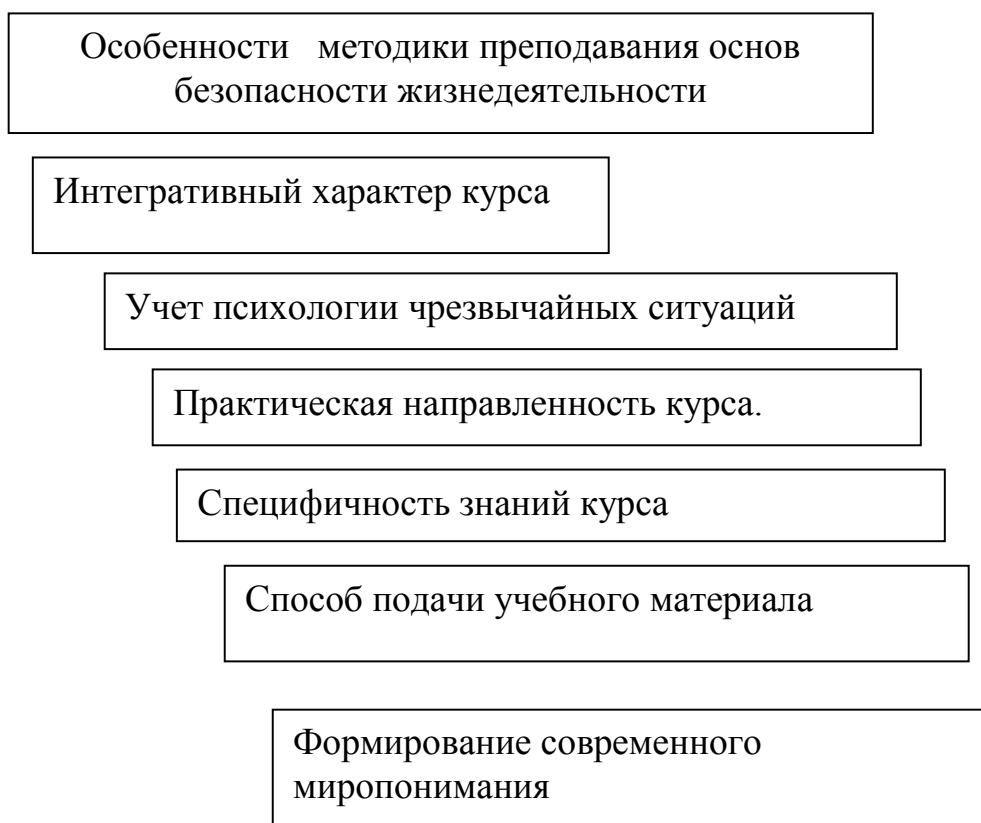 Особенности методики преподавания основ
безопасности жизнедеятельности
Интегративный характер курса
Учет психологии чрезвычайных ситуаций
Практическая направленность курса.
Специфичность знаний курса
Способ подачи учебного материала
Формирование современного
миропонимания